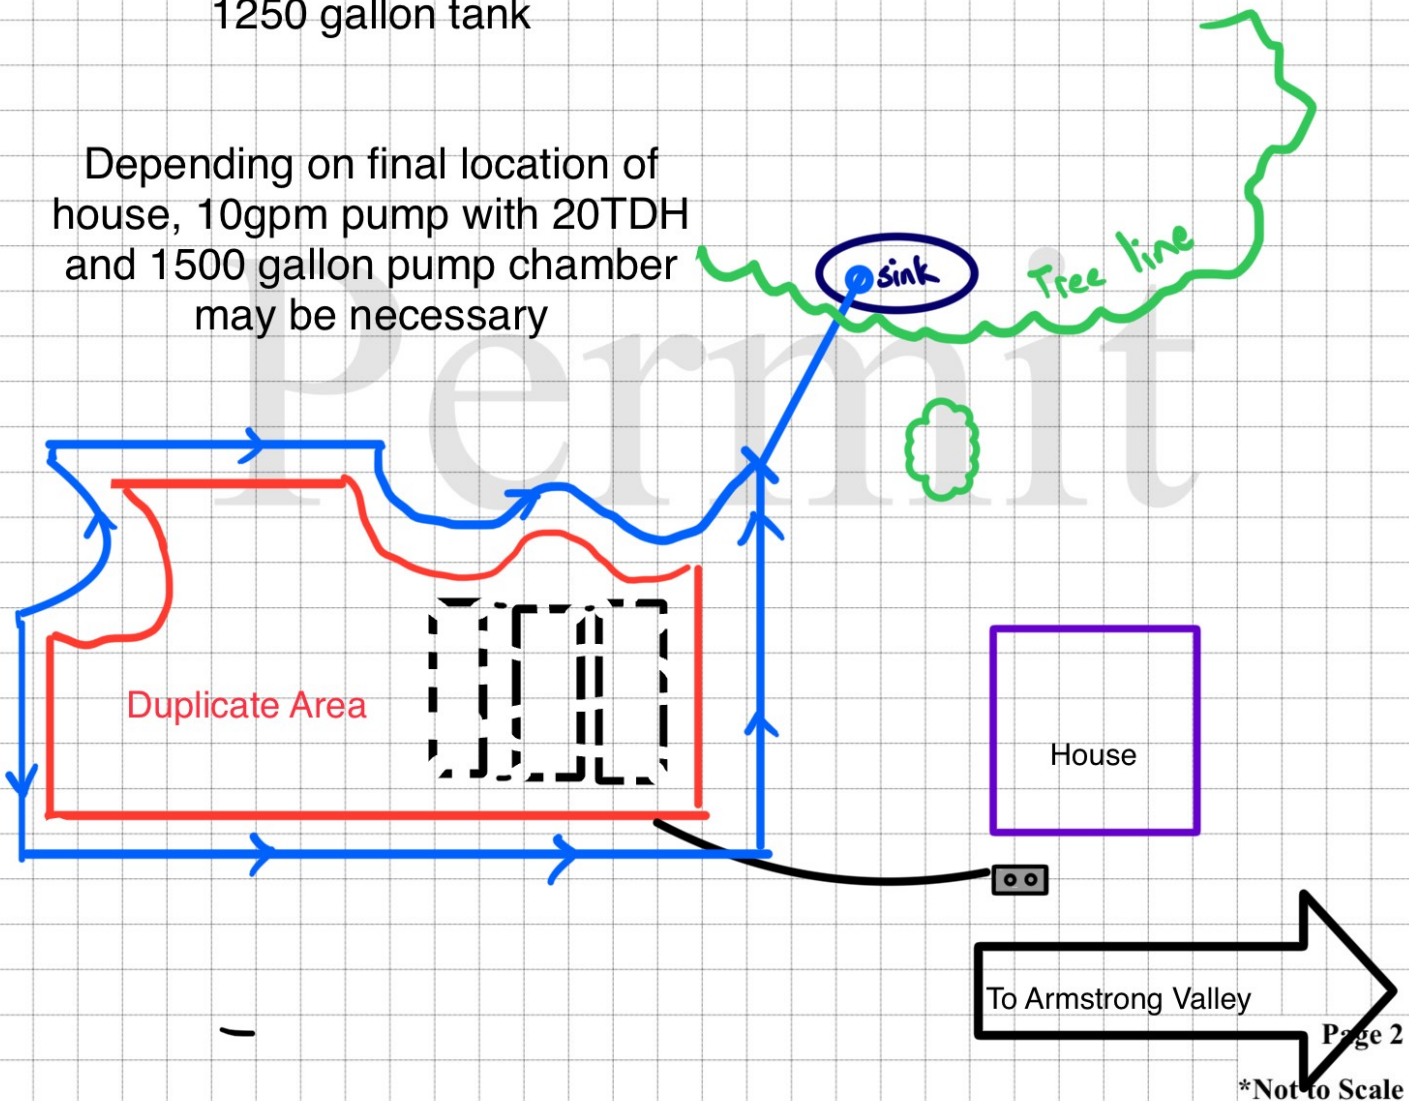 1250 gallon tank
Depending on final location of
house, 10gpm pump with 20TDH
and 1500 gallon pump chamber
may be necessary
sink
Tree line
Permit
Duplicate Area
House
To Armstrong Valley
Page 2
*Not to Scale